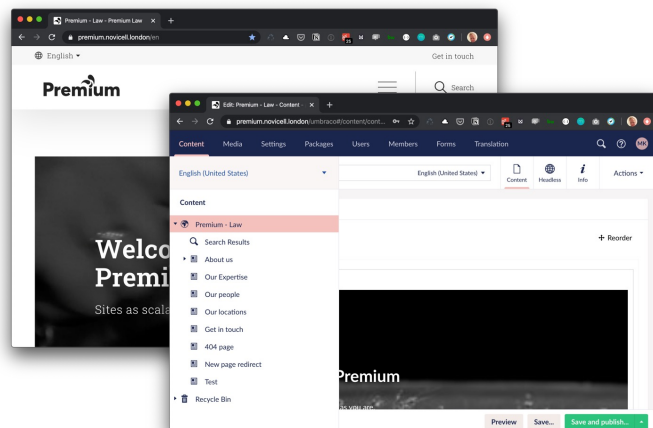 Premium - Law - Premium Law
premium.novicell.london/en
English
Get in touch
Premium
Search
Welco
Premi
Sites as scala
Edit: Premium - Law - Content -
premium.novicell.london/umbraco#/content/cont...
Content Media Settings Packages Users Members Forms Translation
MK
English (United States)
English (United States)
Content
Headless
Info
Actions
Content
Premium - Law
Search Results
About us
Our Expertise
Our people
Our locations
Get in touch
404 page
New page redirect
Test
Recycle Bin
Reorder
Premium
as you are.
Preview Save... Save and publish...